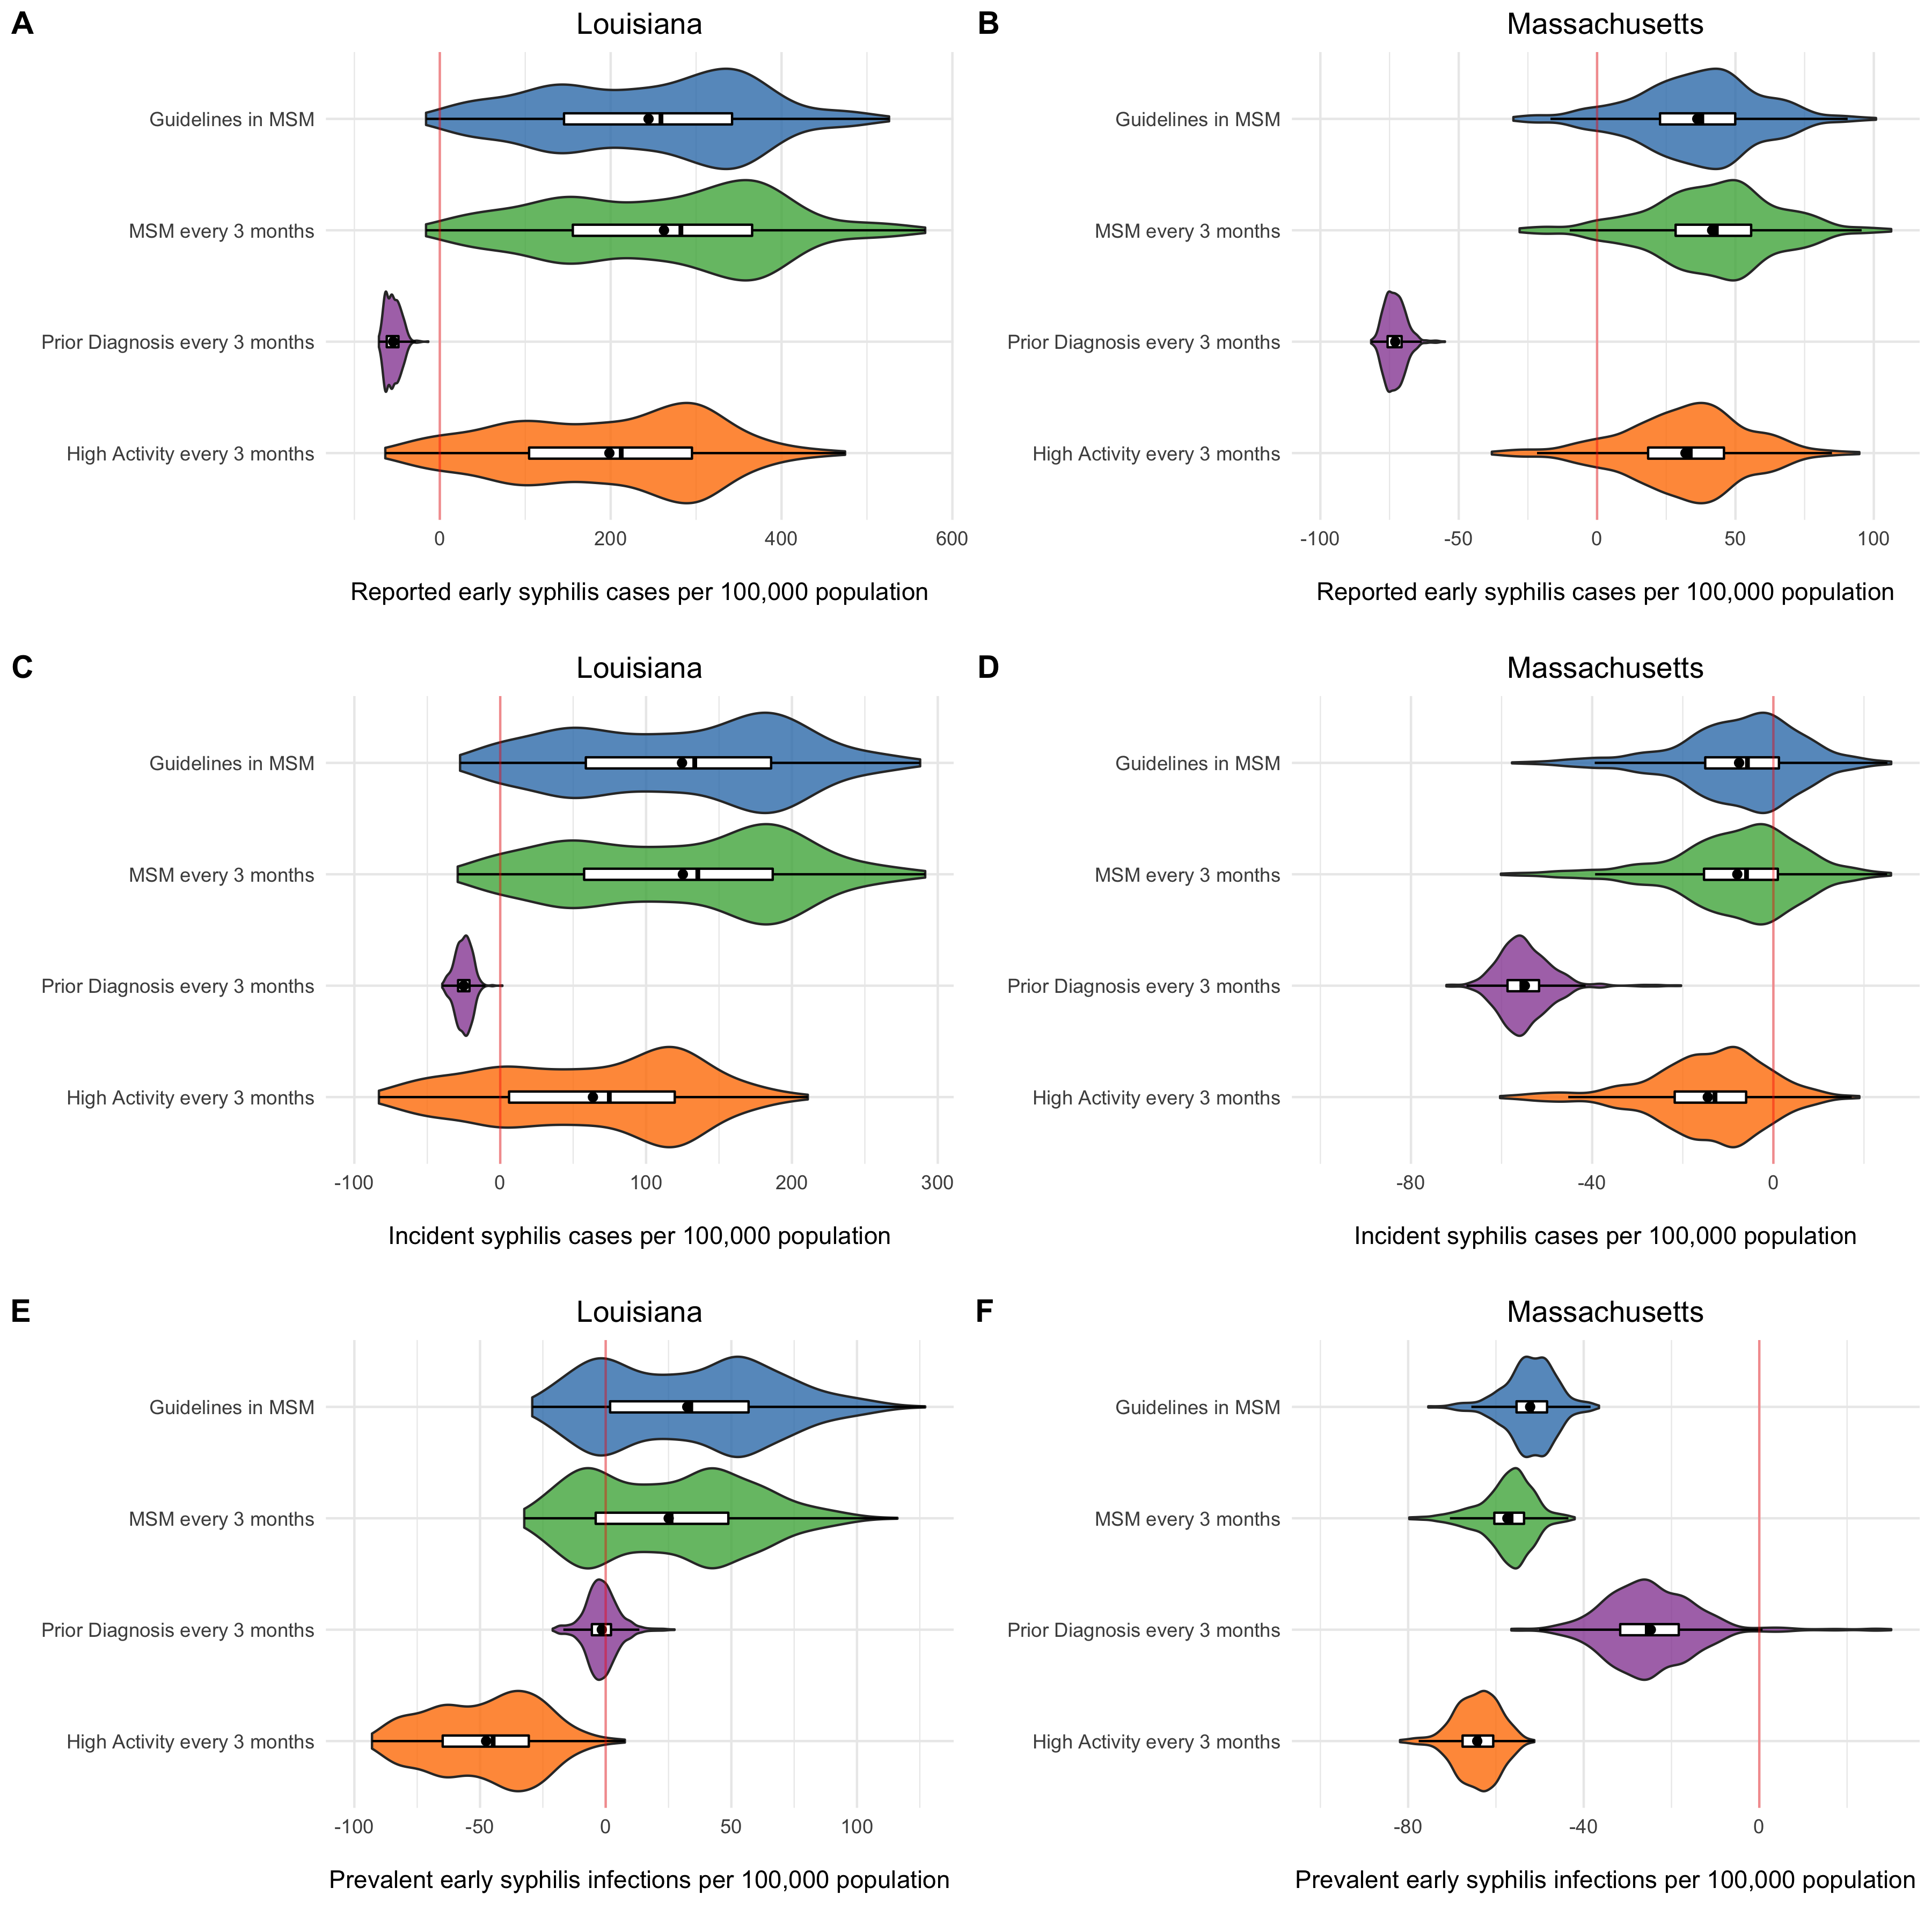 A
Louisiana
Guidelines in MSM
MSM every 3 months
Prior Diagnosis every 3 months
High Activity every 3 months
0 200 400 600
Reported early syphilis cases per 100,000 population
B
Massachusetts
Guidelines in MSM
MSM every 3 months
Prior Diagnosis every 3 months
High Activity every 3 months
-100 -50 0 50 100
Reported early syphilis cases per 100,000 population
C
Louisiana
Guidelines in MSM
MSM every 3 months
Prior Diagnosis every 3 months
High Activity every 3 months
-100 0 100 200 300
Incident syphilis cases per 100,000 population
D
Massachusetts
Guidelines in MSM
MSM every 3 months
Prior Diagnosis every 3 months
High Activity every 3 months
-80 -40 0
Incident syphilis cases per 100,000 population
E
Louisiana
Guidelines in MSM
MSM every 3 months
Prior Diagnosis every 3 months
High Activity every 3 months
-100 -50 0 50 100
Prevalent early syphilis infections per 100,000 population
F
Massachusetts
Guidelines in MSM
MSM every 3 months
Prior Diagnosis every 3 months
High Activity every 3 months
-80 -40 0
Prevalent early syphilis infections per 100,000 population